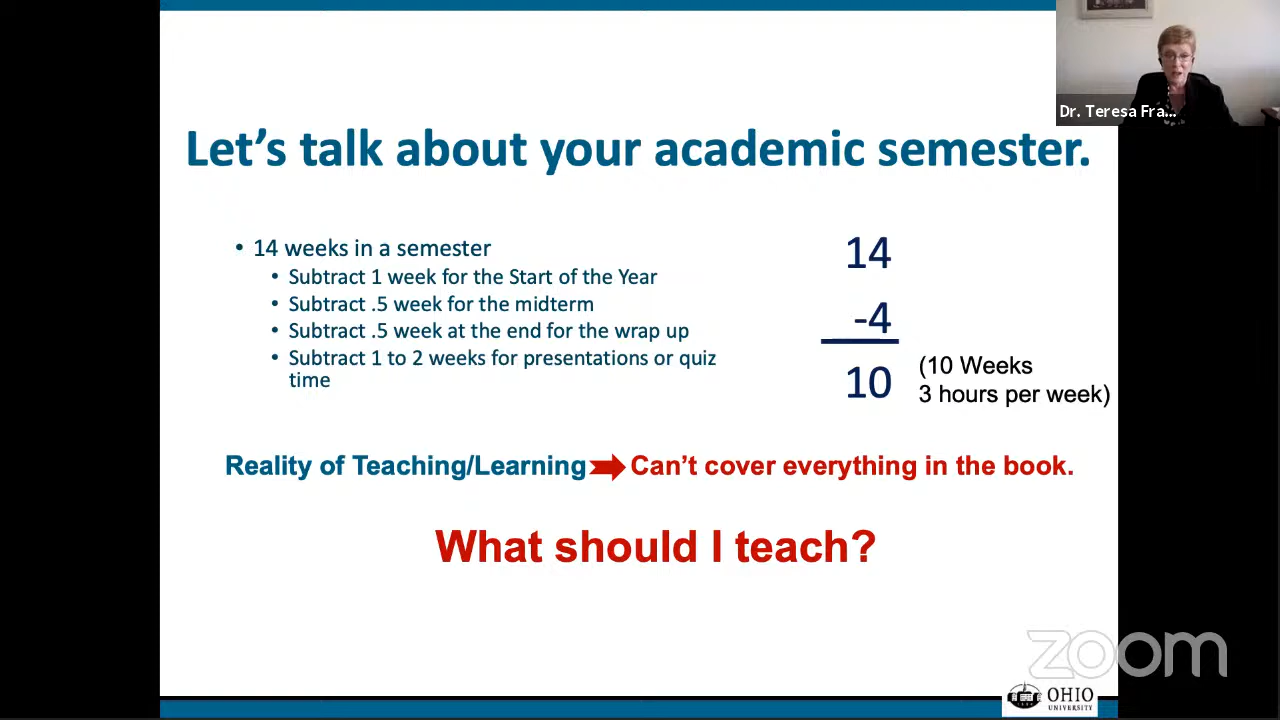 Dr. Teresa Fra...
Let's talk about your academic semester.
• 14 weeks in a semester
• Subtract 1 week for the Start of the Year
• Subtract .5 week for the midterm
• Subtract .5 week at the end for the wrap up
• Subtract 1 to 2 weeks for presentations or quiz
time
14
-4
10
(10 Weeks
3 hours per week)
Reality of Teaching/Learning Can't cover everything in the book.
What should I teach?
zoom
OHIO
UNIVERSITY